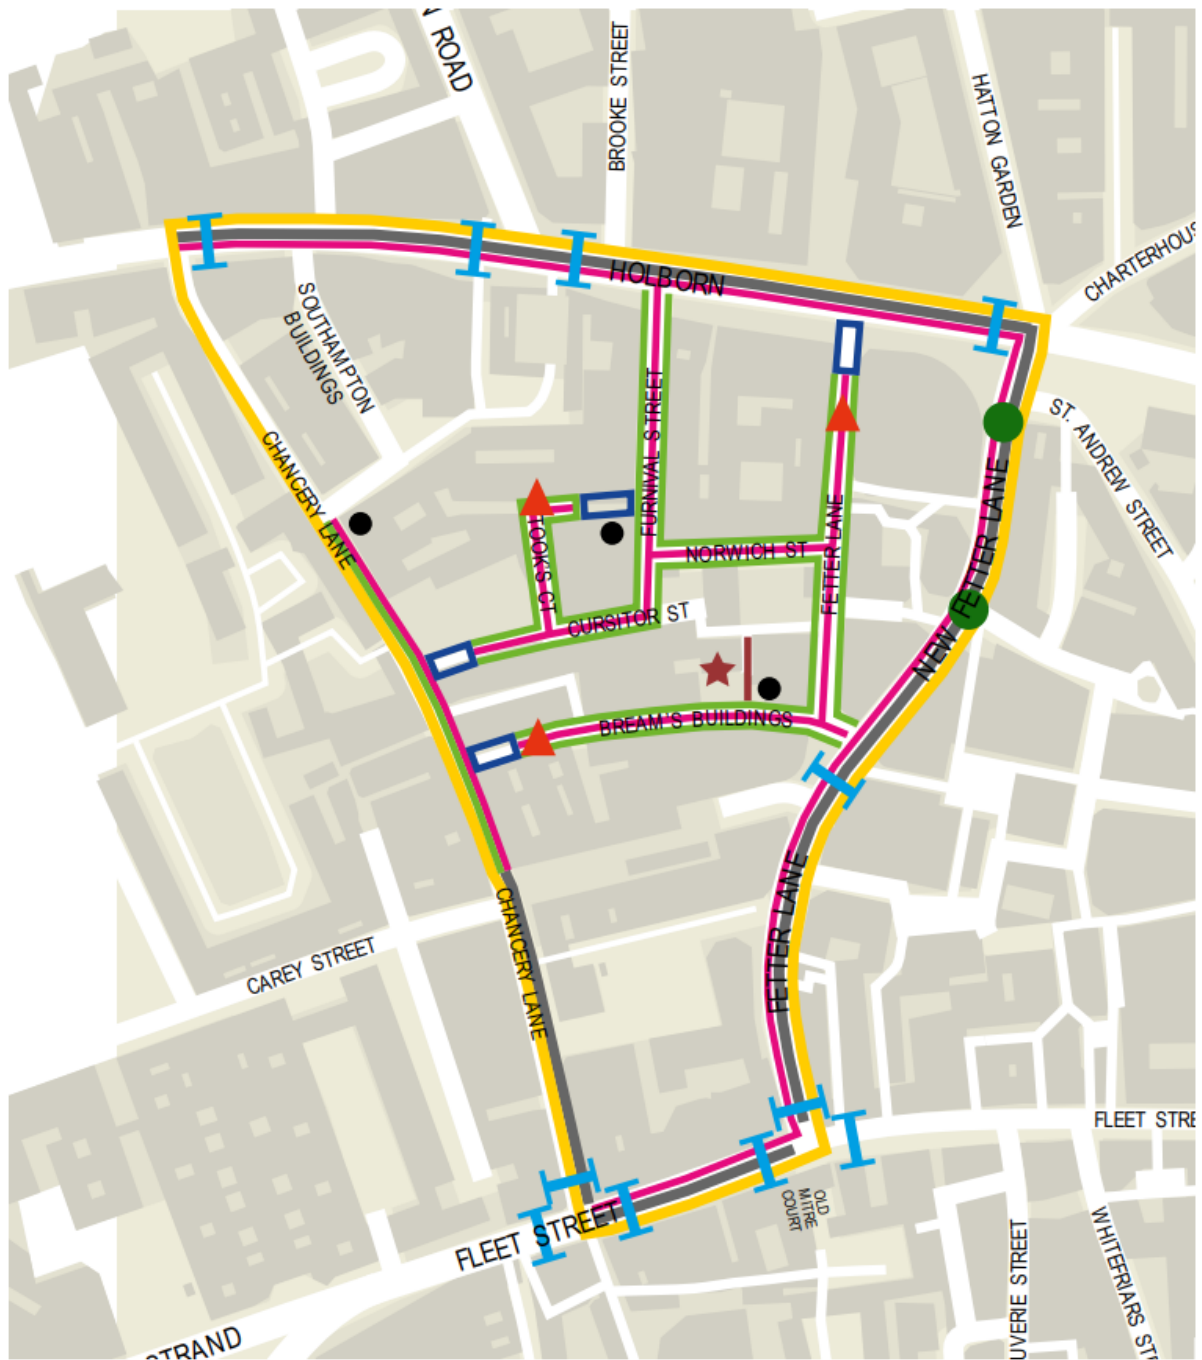 N ROAD
BROOKE STREET
HATTON GARDEN
CHARTERHOUS
HOLBORN
SOUTHAMPTON
BUILDINGS
ST. ANDREW STREET
CHANCERY LANE
FURNIVAL STREET
FETTER LANE
NEW FETTER LANE
TOOK'S CT
NORWICH ST
CURSITOR ST
BREAM'S BUILDINGS
FETTER LANE
CHANCERY LANE
CAREY STREET
FLEET STRE
OLD
MITRE
COURT
FLEET STREET
WHITEFRIARS ST
UVERIE STREET
STRAND